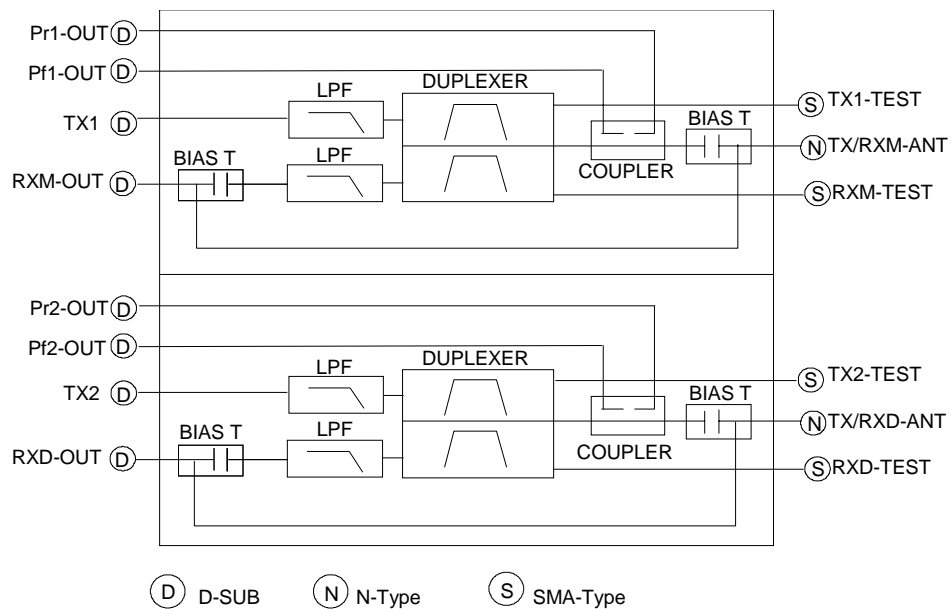 Pr1-OUT D
Pf1-OUT D
LPF DUPLEXER
TX1 D
S TX1-TEST
BIAS T
N TX/RXM-ANT
BIAS T LPF
COUPLER
RXM-OUT D
S RXM-TEST
Pr2-OUT D
Pf2-OUT D
LPF DUPLEXER
TX2 D
S TX2-TEST
BIAS T
N TX/RXD-ANT
BIAS T LPF
COUPLER
RXD-OUT D
S RXD-TEST
D D-SUB N N-Type S SMA-Type